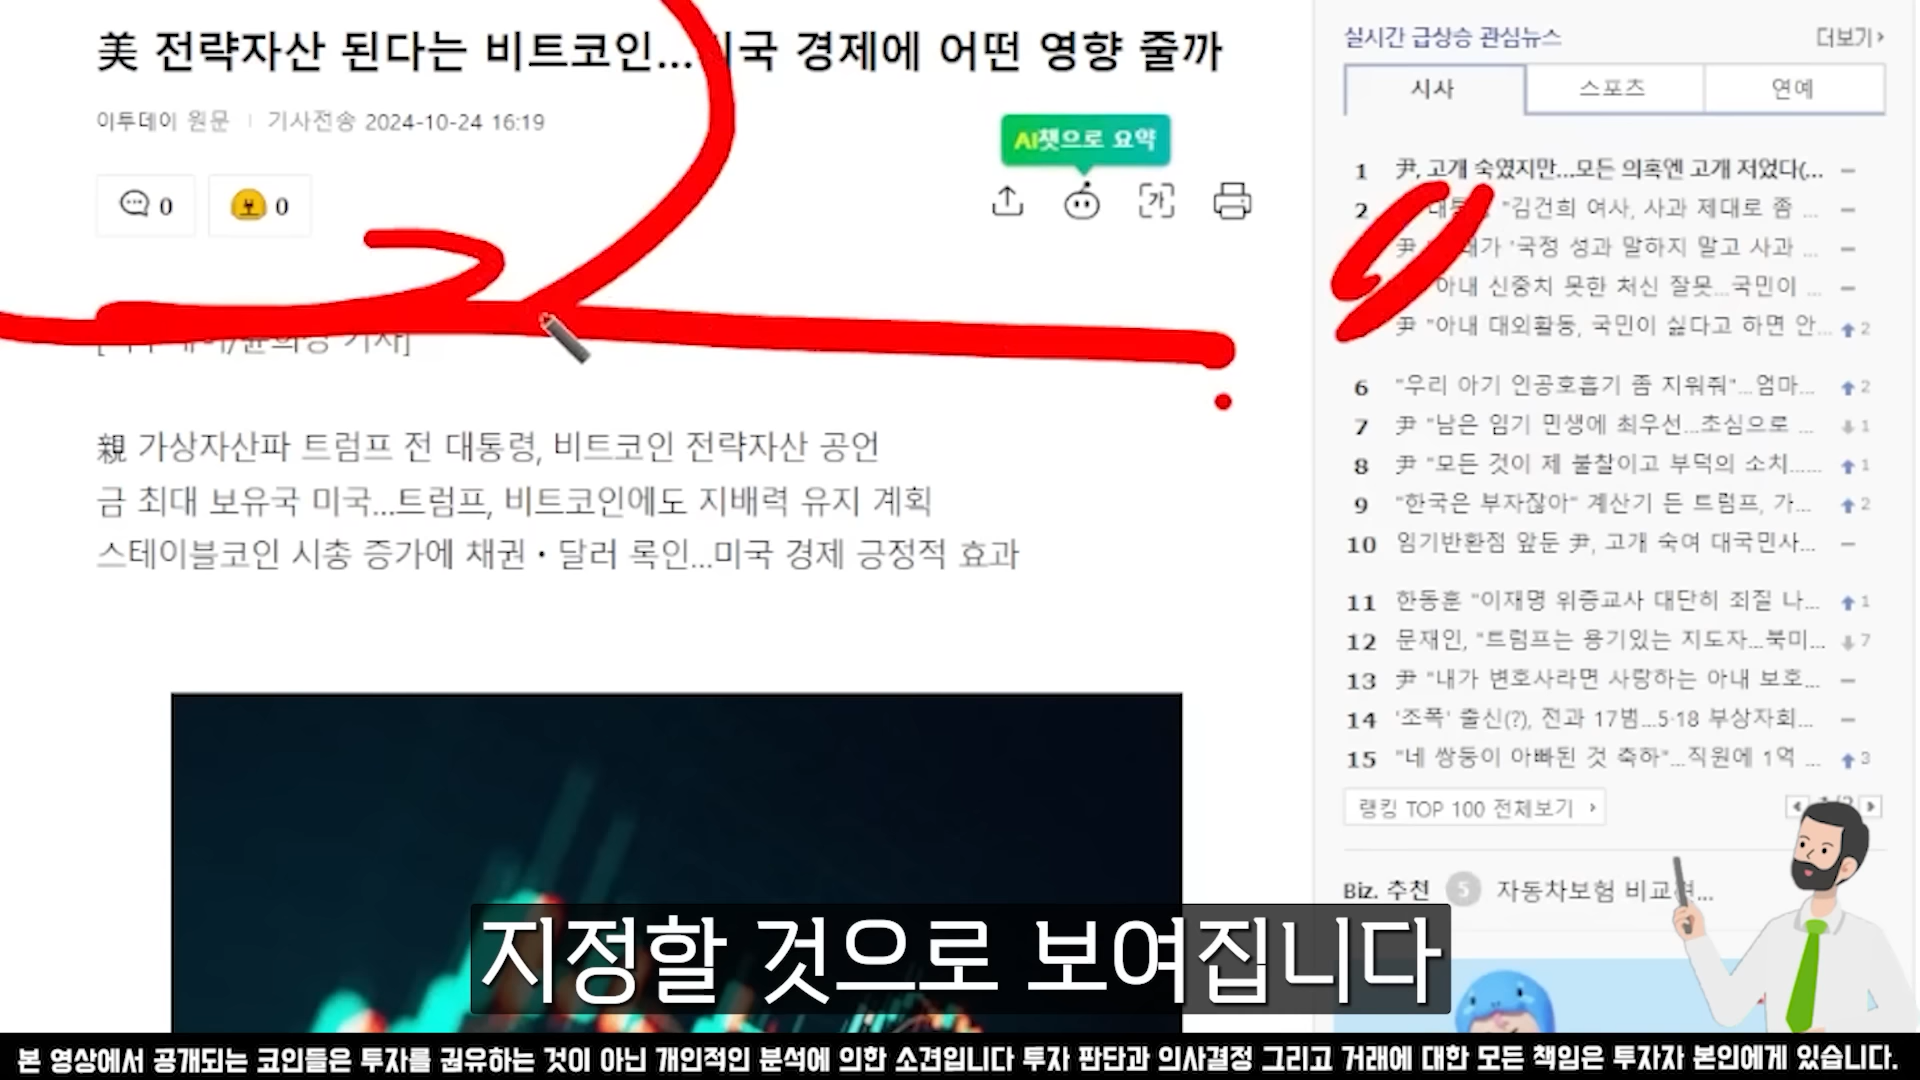 美 전략자산 된다는 비트코인...미국 경제에 어떤 영향 줄까
이투데이 원문 | 기사전송 2024-10-24 16:19
AI챗으로 요약
0
0
가
기사]
親 가상자산파 트럼프 전 대통령, 비트코인 전략자산 공언
금 최대 보유국 미국...트럼프, 비트코인에도 지배력 유지 계획
스테이블코인 시총 증가에 채권·달러 록인...미국 경제 긍정적 효과
실시간 급상승 관심뉴스
더보기
시사
스포츠
연예
1 尹, 고개 숙였지만...모든 의혹엔 고개 저었다(...
2 대통령 "김건희 여사, 사과 제대로 좀 ...
尹 '국정 성과 말하지 말고 사과 ...
아내 신중치 못한 처신 잘못...국민이 ...
尹 "아내 대외활동, 국민이 싫다고 하면 안... 2
6 "우리 아기 인공호흡기 좀 지워줘"...엄마... 2
7 尹 "남은 임기 민생에 최우선...초심으로 ... 1
8 尹 "모든 것이 제 불찰이고 부덕의 소치...... 1
9 "한국은 부자잖아" 계산기 든 트럼프, 가... 2
10 임기반환점 앞둔 尹, 고개 숙여 대국민사...
11 한동훈 "이재명 위증교사 대단히 죄질 나... 1
12 문재인, "트럼프는 용기있는 지도자...북미... 7
13 尹 "내가 변호사라면 사랑하는 아내 보호...
14 '조폭' 출신(?), 전과 17범...5·18 부상자회...
15 "네 쌍둥이 아빠된 것 축하"...직원에 1억 ... 3
랭킹 TOP 100 전체보기
Biz. 추천 5 자동차보험 비교견...
지정할 것으로 보여집니다
본 영상에서 공개되는 코인들은 투자를 권유하는 것이 아닌 개인적인 분석에 의한 소견입니다 투자 판단과 의사결정 그리고 거래에 대한 모든 책임은 투자자 본인에게 있습니다.